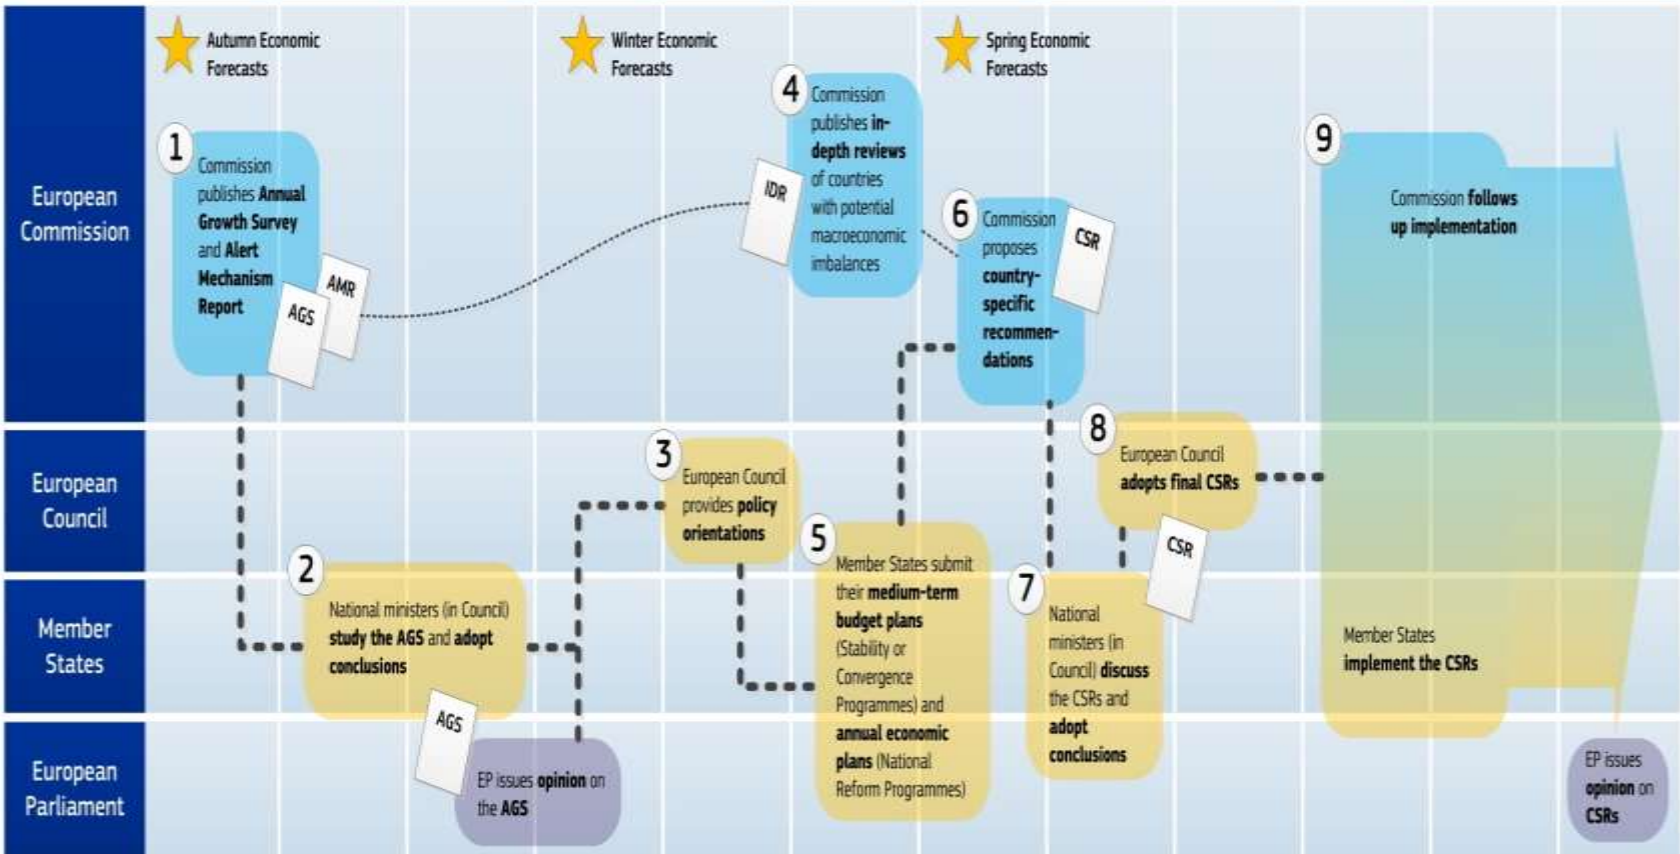 European
Commission
European
Council
Member
States
European
Parliament
Autumn Economic
Forecasts
Winter Economic
Forecasts
Spring Economic
Forecasts
1
Commission
publishes Annual
Growth Survey
and Alert
Mechanism
Report
AGS
AMR
2
National ministers (in Council)
study the AGS and adopt
conclusions
AGS
EP issues opinion on
the AGS
3
European Council
provides policy
orientations
4
Commission
publishes in-
depth reviews
of countries
with potential
macroeconomic
imbalances
IDR
5
Member States submit
their medium-term
budget plans
(Stability or
Convergence
Programmes) and
annual economic
plans (National
Reform Programmes)
6
Commission
proposes
country-
specific
recommen-
dations
CSR
7
National
ministers (in
Council) discuss
the CSRs and
adopt
conclusions
8
European Council
adopts final CSRs
CSR
9
Commission follows
up implementation
Member States
implement the CSRs
EP issues
opinion on
CSRs